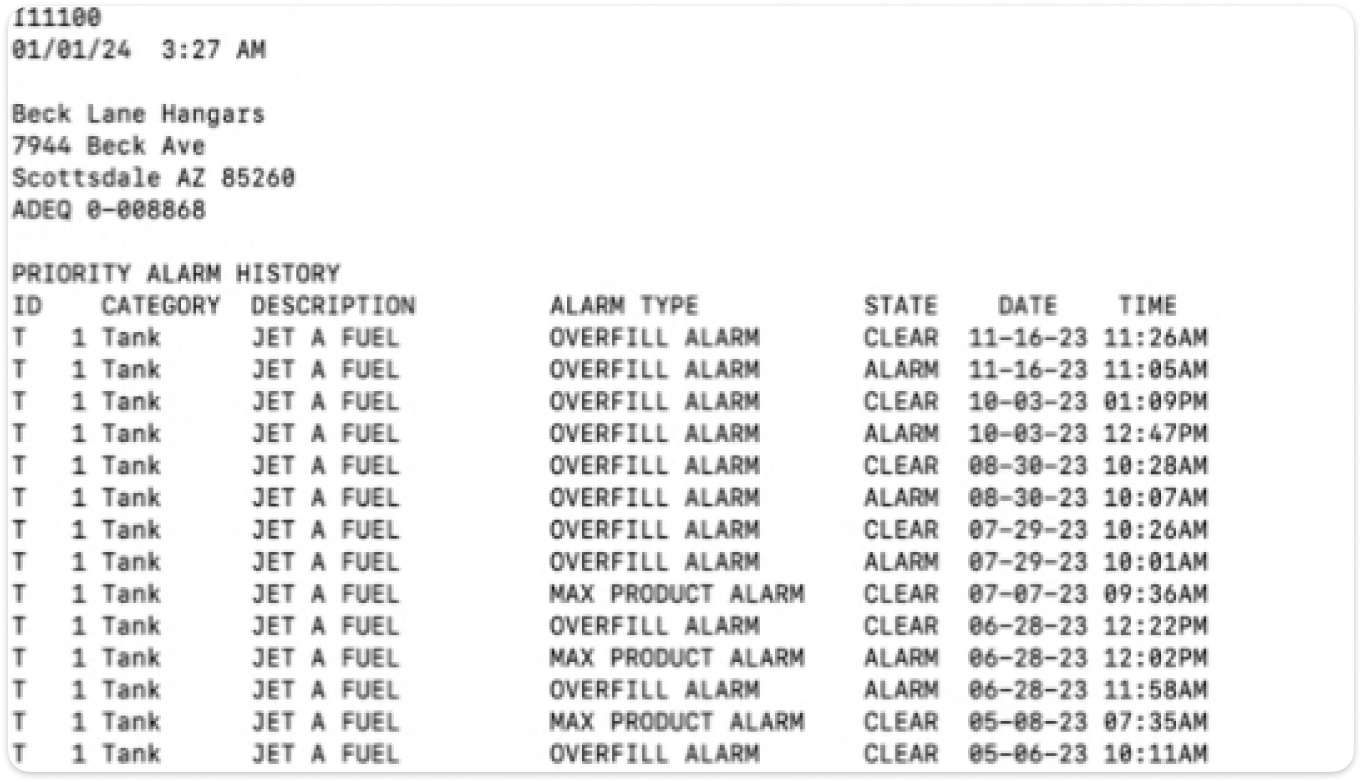 I11100
01/01/24  3:27 AM
Beck Lane Hangars
7944 Beck Ave
Scottsdale AZ 85260
ADEQ 0-008868
PRIORITY ALARM HISTORY
ID    CATEGORY  DESCRIPTION         ALARM TYPE           STATE    DATE    TIME
T   1 Tank      JET A FUEL          OVERFILL ALARM       CLEAR  11-16-23 11:26AM
T   1 Tank      JET A FUEL          OVERFILL ALARM       ALARM  11-16-23 11:05AM
T   1 Tank      JET A FUEL          OVERFILL ALARM       CLEAR  10-03-23 01:09PM
T   1 Tank      JET A FUEL          OVERFILL ALARM       ALARM  10-03-23 12:47PM
T   1 Tank      JET A FUEL          OVERFILL ALARM       CLEAR  08-30-23 10:28AM
T   1 Tank      JET A FUEL          OVERFILL ALARM       ALARM  08-30-23 10:07AM
T   1 Tank      JET A FUEL          OVERFILL ALARM       CLEAR  07-29-23 10:26AM
T   1 Tank      JET A FUEL          OVERFILL ALARM       ALARM  07-29-23 10:01AM
T   1 Tank      JET A FUEL          MAX PRODUCT ALARM    CLEAR  07-07-23 09:36AM
T   1 Tank      JET A FUEL          OVERFILL ALARM       CLEAR  06-28-23 12:22PM
T   1 Tank      JET A FUEL          MAX PRODUCT ALARM    ALARM  06-28-23 12:02PM
T   1 Tank      JET A FUEL          OVERFILL ALARM       ALARM  06-28-23 11:58AM
T   1 Tank      JET A FUEL          MAX PRODUCT ALARM    CLEAR  05-08-23 07:35AM
T   1 Tank      JET A FUEL          OVERFILL ALARM       CLEAR  05-06-23 10:11AM